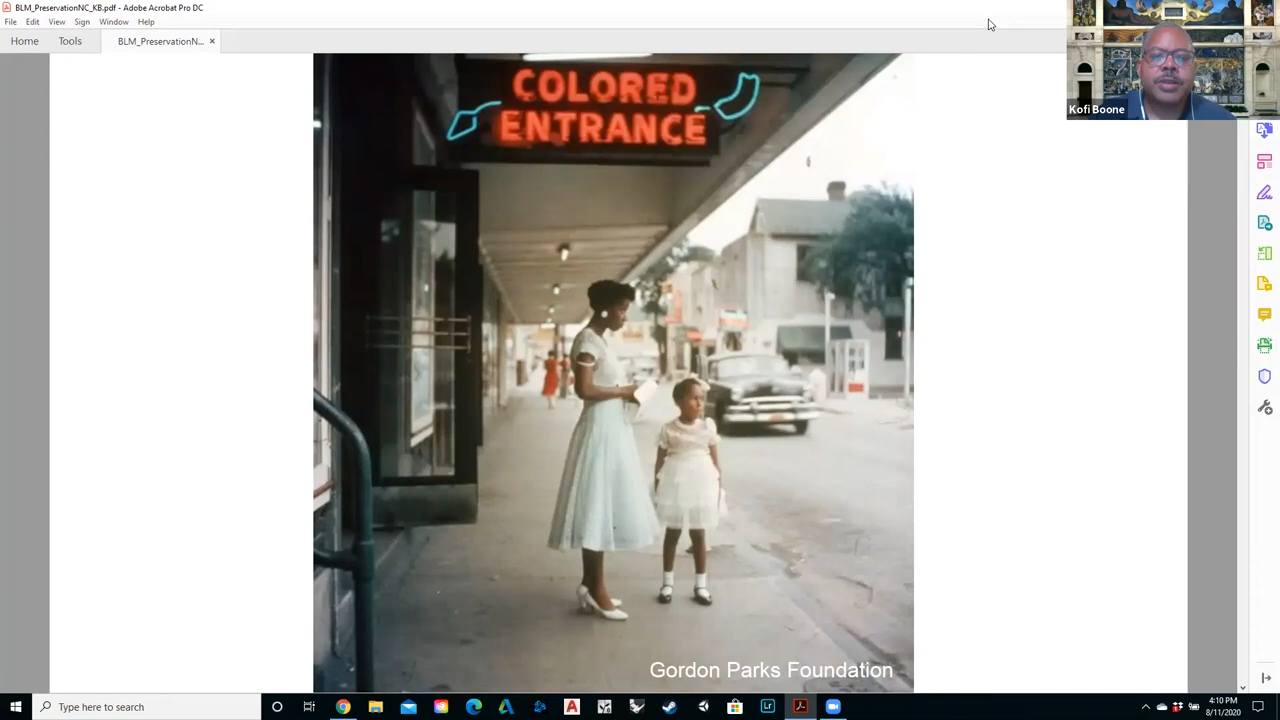 BLM_PreservationNC_KB.pdf - Adobe Acrobat Pro DC
File Edit View Sign Window Help
Home Tools BLM_PreservationN... ×
Kofi Boone
COLORED
ENTRANCE
Gordon Parks Foundation
Type here to search
Lr
4:10 PM
8/11/2020